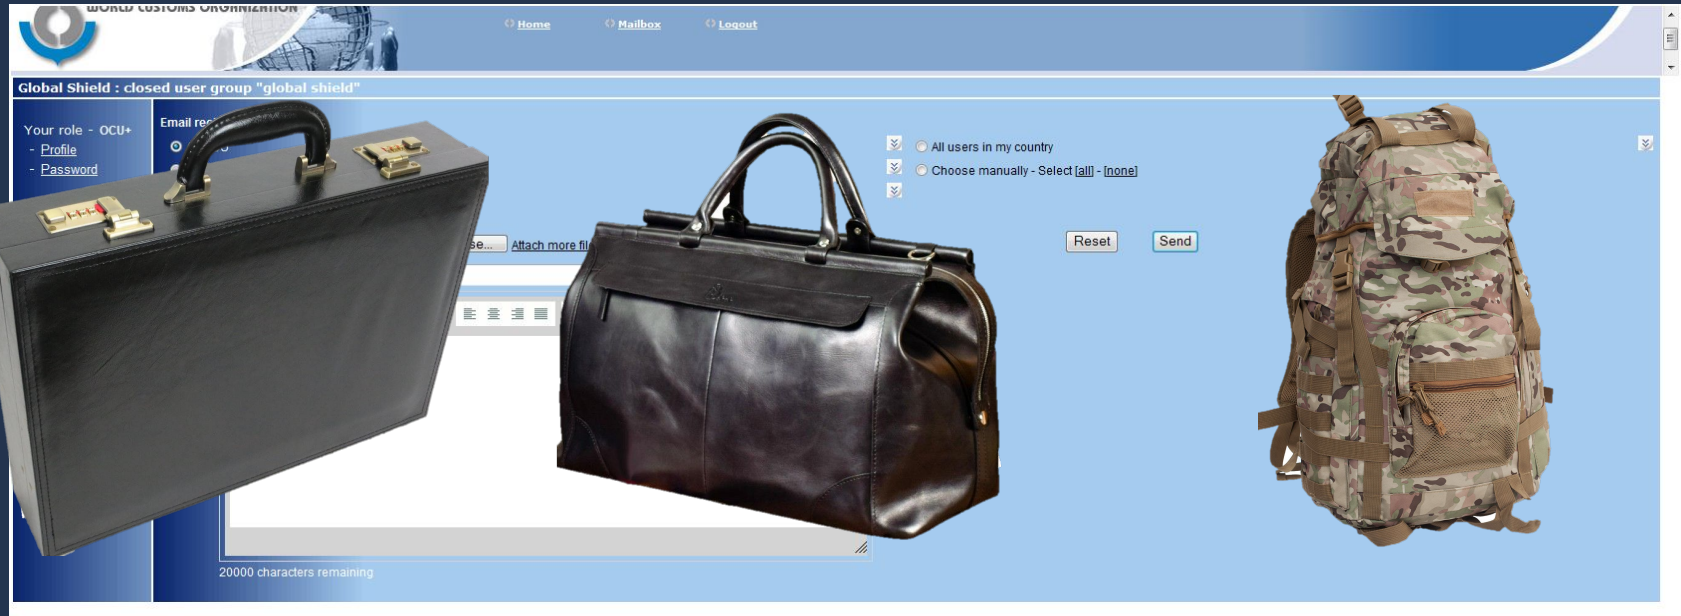 WORLD CUSTOMS ORGANIZATION
Home
Mailbox
Logout
Global Shield : closed user group "global shield"
Your role - OCU+
- Profile
- Password
Email
All users in my country
Choose manually - Select [all] - [none]
Attach more
Reset
Send
20000 characters remaining